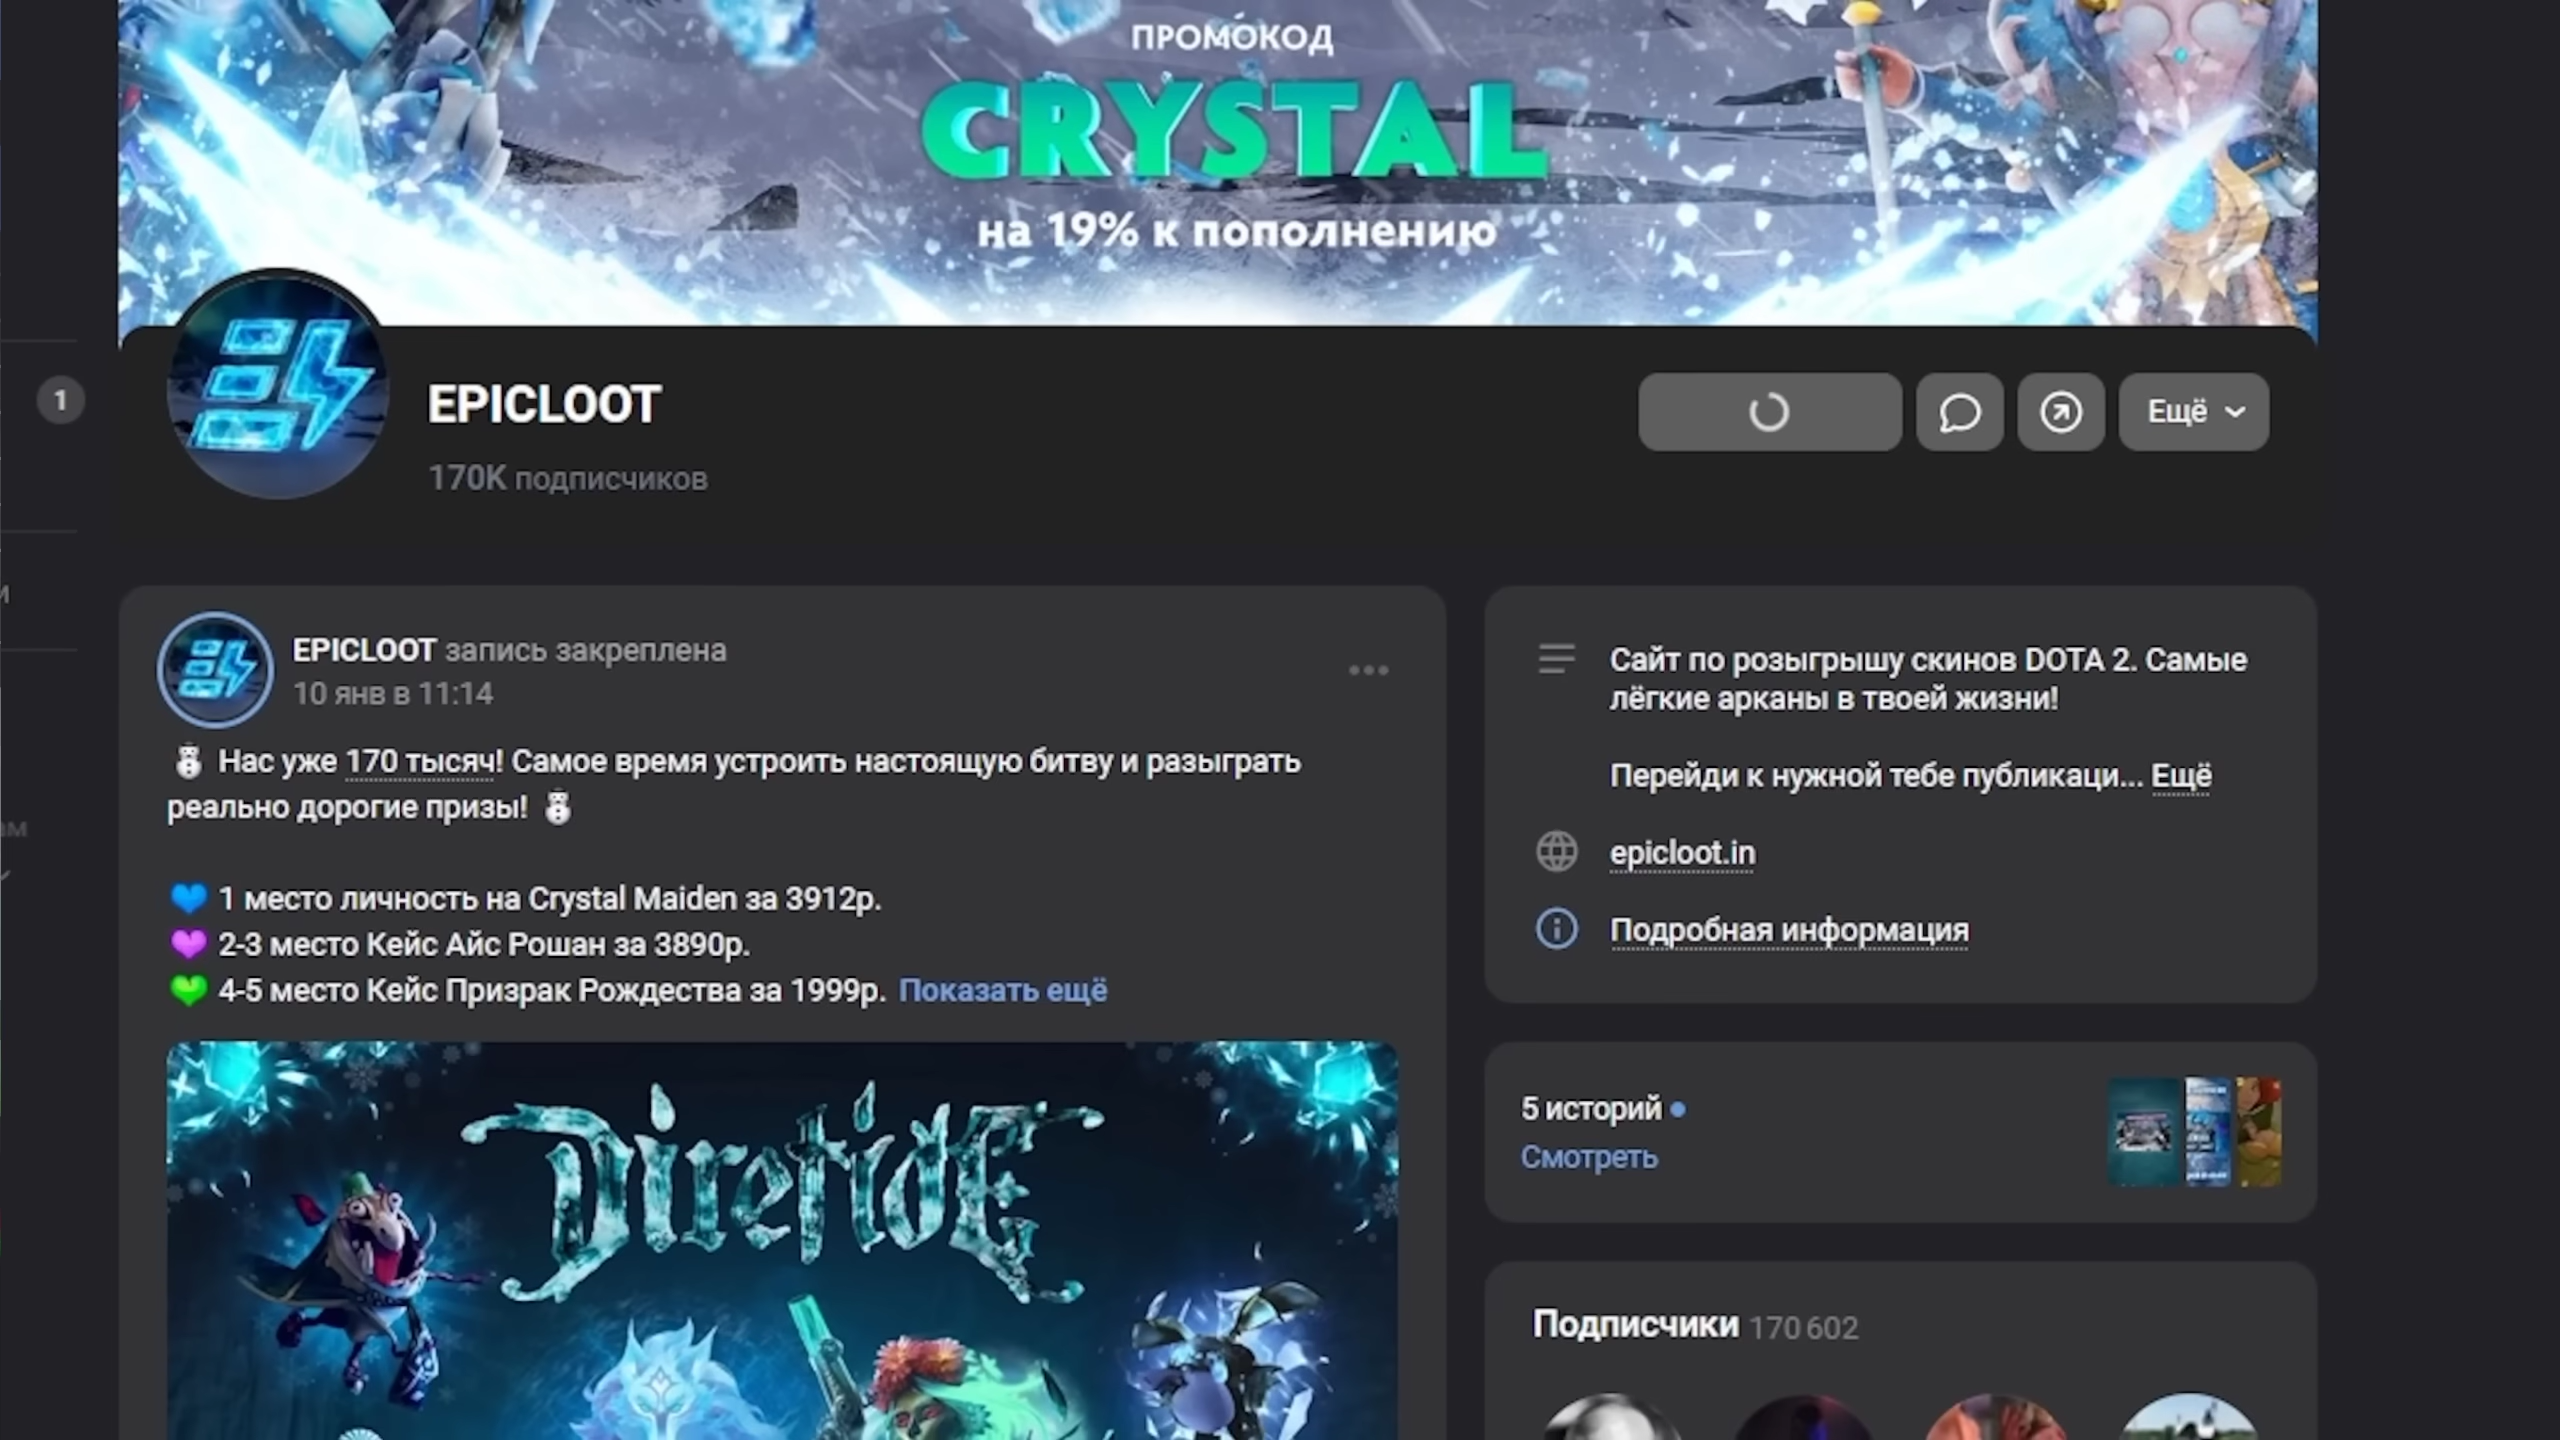 ПРОМОКОД
CRYSTAL
на 19% к пополнению
1
EPICLOOT
170K подписчиков
Ещё
EPICLOOT запись закреплена
10 янв в 11:14
Нас уже 170 тысяч! Самое время устроить настоящую битву и разыграть
реально дорогие призы!
1 место личность на Crystal Maiden за 3912р.
2-3 место Кейс Айс Рошан за 3890р.
4-5 место Кейс Призрак Рождества за 1999р. Показать ещё
DireTidE
Сайт по розыгрышу скинов DOTA 2. Самые
лёгкие арканы в твоей жизни!
Перейди к нужной тебе публикаци... Ещё
epicloot.in
Подробная информация
5 историй
Смотреть
Подписчики 170 602